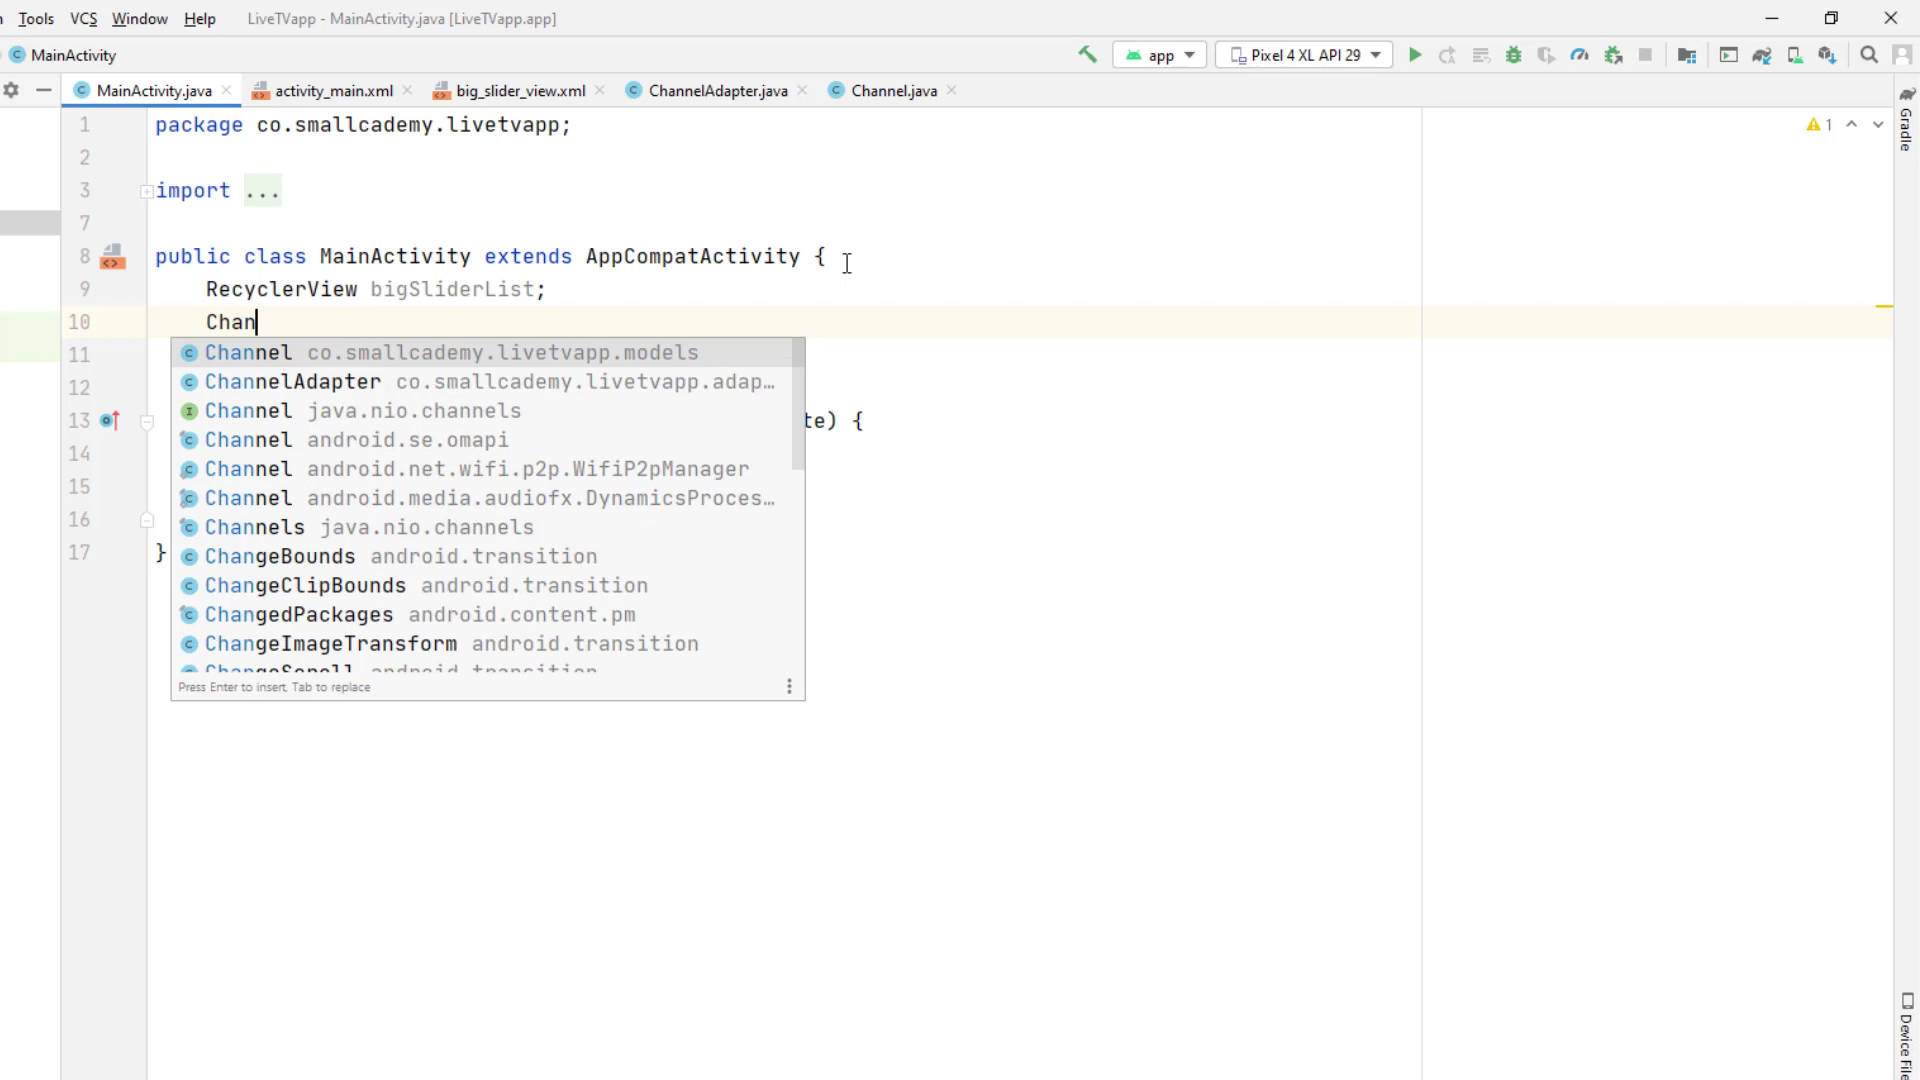 Tools VCS Window Help LiveTVapp - MainActivity.java [LiveTVapp.app]
MainActivity app Pixel 4 XL API 29
MainActivity.java activity_main.xml big_slider_view.xml ChannelAdapter.java Channel.java
1 package co.smallcademy.livetvapp;
1
2
3 import ...
7
8 public class MainActivity extends AppCompatActivity {
9 RecyclerView bigSliderList;
10 Chan
11
12
13 te) {
14
15
16
17 }
Channel co.smallcademy.livetvapp.models
ChannelAdapter co.smallcademy.livetvapp.adap...
Channel java.nio.channels
Channel android.se.omapi
Channel android.net.wifi.p2p.WifiP2pManager
Channel android.media.audiofx.DynamicsProces...
Channels java.nio.channels
ChangeBounds android.transition
ChangeClipBounds android.transition
ChangedPackages android.content.pm
ChangeImageTransform android.transition
ChangeScroll android.transition
Press Enter to insert, Tab to replace
Gradle
Device File